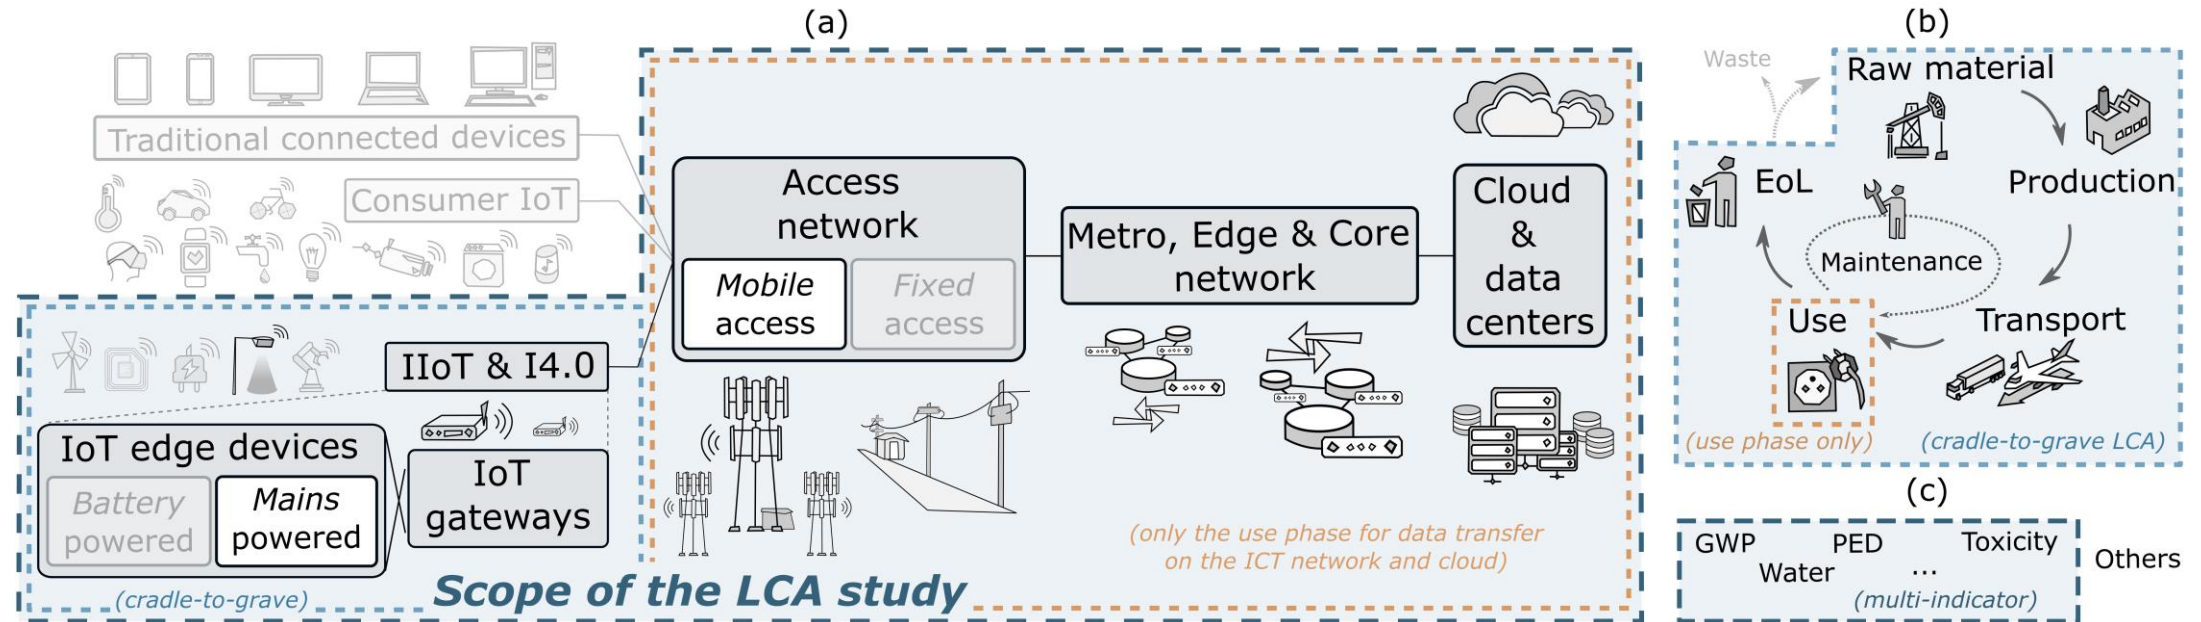 (a)
Traditional connected devices
Consumer IoT
IIoT & I4.0
IoT edge devices
Battery
powered
Mains
powered
IoT
gateways
(cradle-to-grave)
Scope of the LCA study
Access
network
Mobile
access
Fixed
access
Metro, Edge & Core
network
Cloud
&
data
centers
(only the use phase for data transfer
on the ICT network and cloud)
(b)
Waste
Raw material
EoL
Production
Maintenance
Use
Transport
(use phase only)
(cradle-to-grave LCA)
(c)
GWP
PED
Toxicity
Water
...
(multi-indicator)
Others